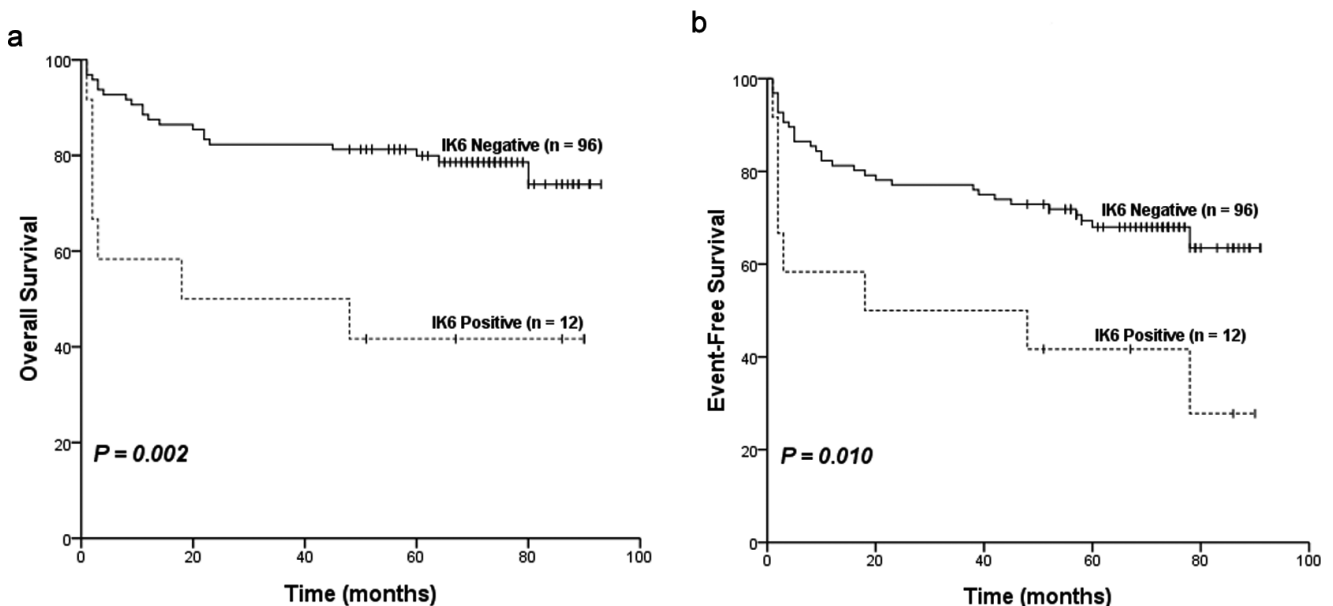 a
100
80
60
40
20
0
Overall Survival
IK6 Negative (n = 96)
IK6 Positive (n = 12)
P = 0.002
0 20 40 60 80 100
Time (months)
b
100
80
60
40
20
0
Event-Free Survival
IK6 Negative (n = 96)
IK6 Positive (n = 12)
P = 0.010
0 20 40 60 80 100
Time (months)